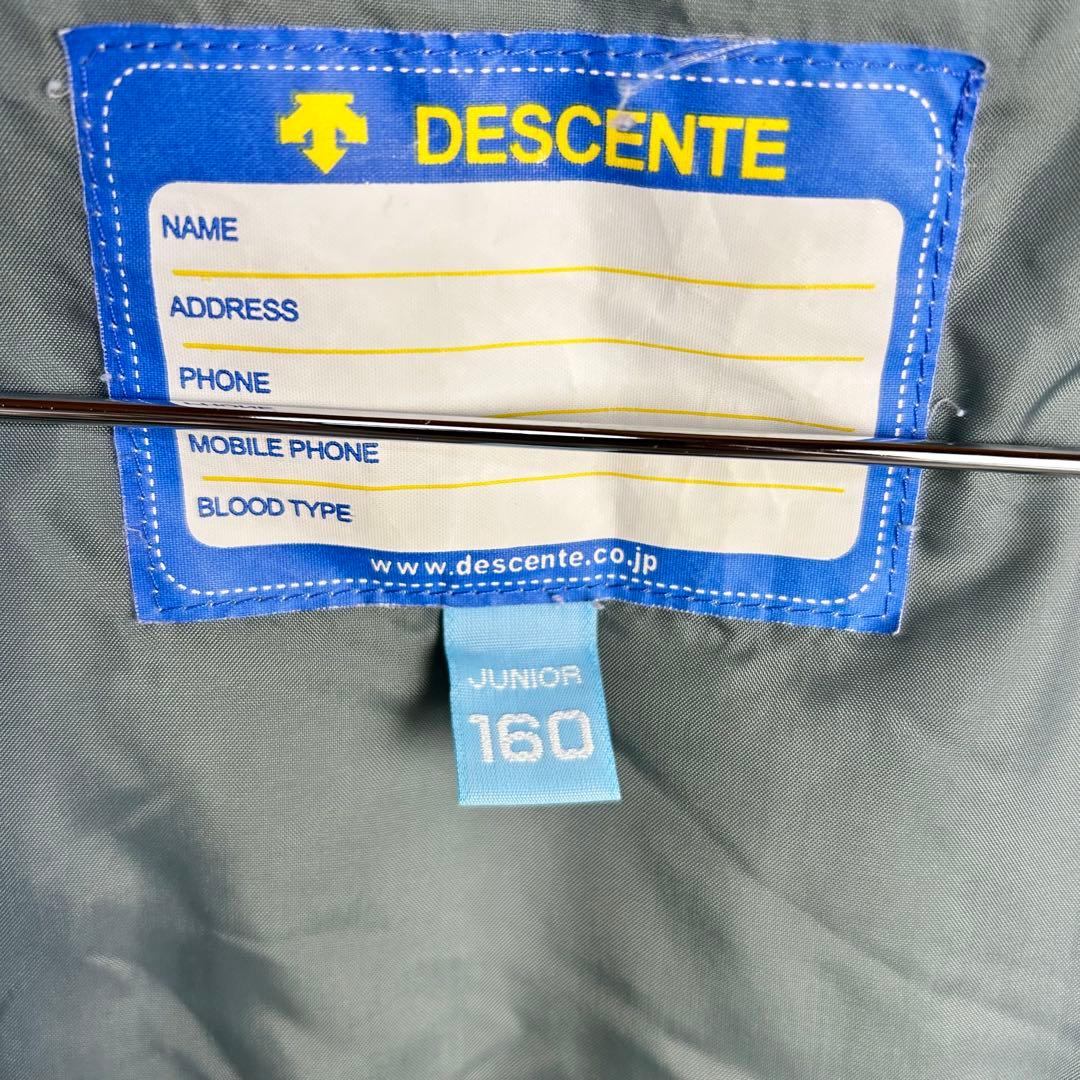 DESCENTE
NAME
ADDRESS
PHONE
MOBILE PHONE
BLOOD TYPE
www.descente.co.jp
JUNIOR
160